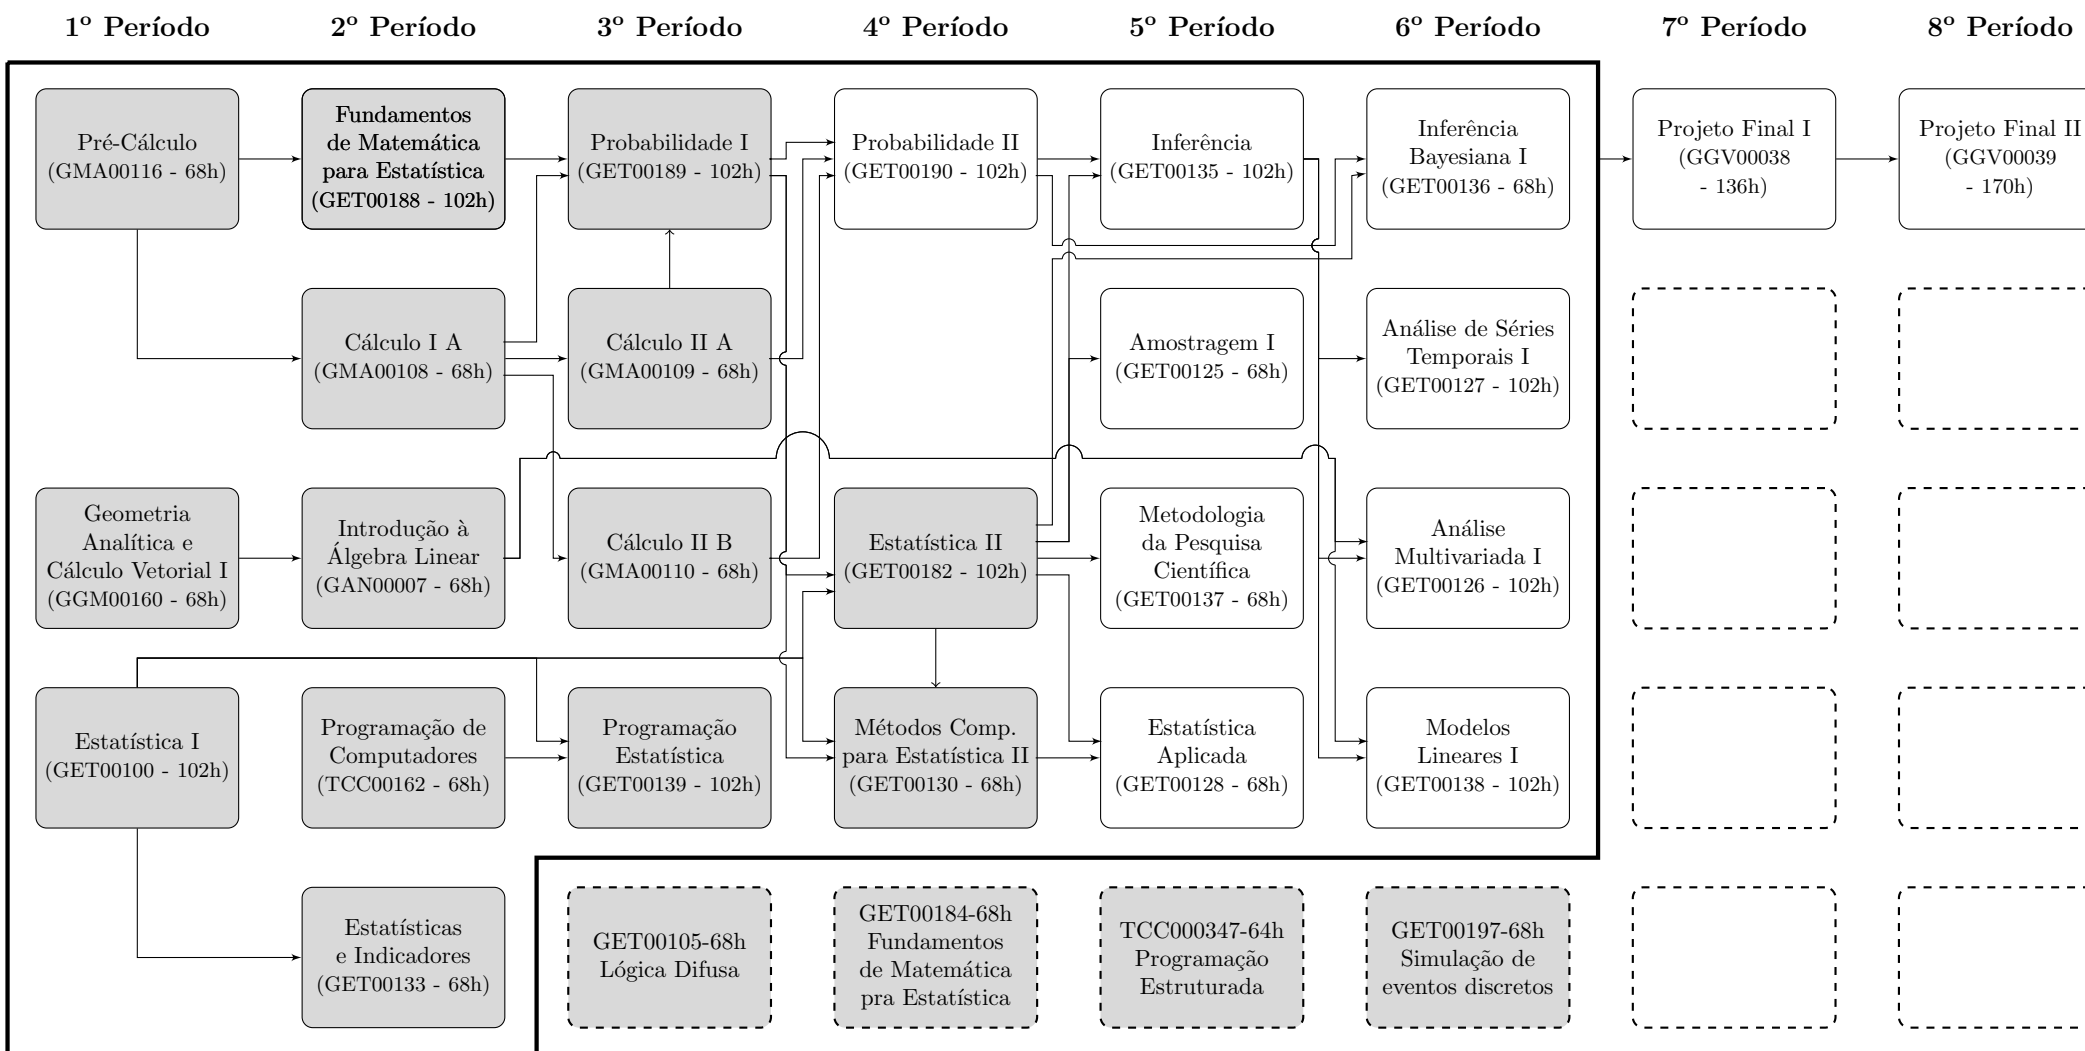 1º Período
2º Período
3º Período
4º Período
5º Período
6º Período
7º Período
8º Período
Pré-Cálculo
(GMA00116 - 68h)
Fundamentos
de Matemática
para Estatística
(GET00188 - 102h)
Probabilidade I
(GET00189 - 102h)
Probabilidade II
(GET00190 - 102h)
Inferência
(GET00135 - 102h)
Inferência
Bayesiana I
(GET00136 - 68h)
Projeto Final I
(GGV00038
- 136h)
Projeto Final II
(GGV00039
- 170h)
Cálculo I A
(GMA00108 - 68h)
Cálculo II A
(GMA00109 - 68h)
Amostragem I
(GET00125 - 68h)
Análise de Séries
Temporais I
(GET00127 - 102h)
Geometria
Analítica e
Cálculo Vetorial I
(GGM00160 - 68h)
Introdução à
Álgebra Linear
(GAN00007 - 68h)
Cálculo II B
(GMA00110 - 68h)
Estatística II
(GET00182 - 102h)
Metodologia
da Pesquisa
Científica
(GET00137 - 68h)
Análise
Multivariada I
(GET00126 - 102h)
Estatística I
(GET00100 - 102h)
Programação de
Computadores
(TCC00162 - 68h)
Programação
Estatística
(GET00139 - 102h)
Métodos Comp.
para Estatística II
(GET00130 - 68h)
Estatística
Aplicada
(GET00128 - 68h)
Modelos
Lineares I
(GET00138 - 102h)
Estatísticas
e Indicadores
(GET00133 - 68h)
GET00105-68h
Lógica Difusa
GET00184-68h
Fundamentos
de Matemática
pra Estatística
TCC000347-64h
Programação
Estruturada
GET00197-68h
Simulação de
eventos discretos